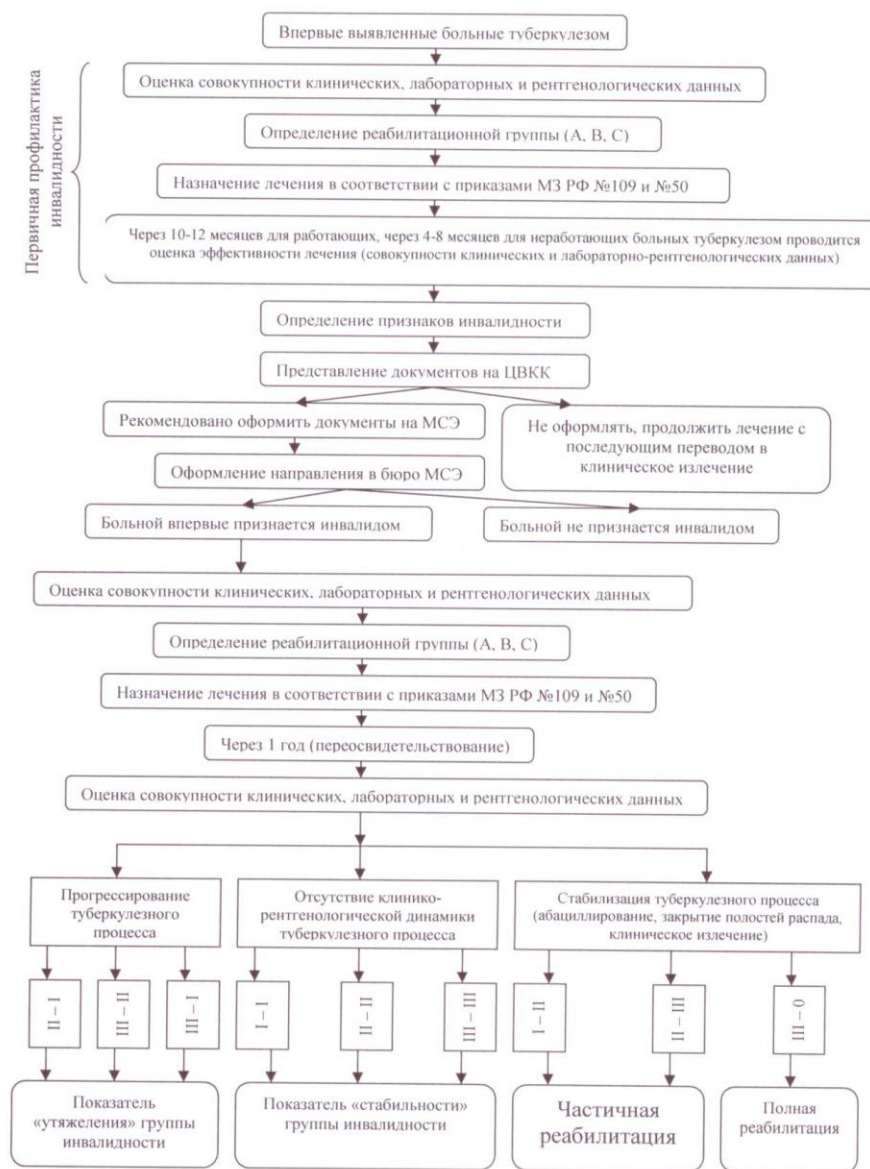 Впервые выявленные больные туберкулезом
Первичная профилактика
инвалидности
Оценка совокупности клинических, лабораторных и рентгенологических данных
Определение реабилитационной группы (А, В, С)
Назначение лечения в соответствии с приказами МЗ РФ №109 и №50
Через 10-12 месяцев для работающих, через 4-8 месяцев для неработающих больных туберкулезом проводится
оценка эффективности лечения (совокупности клинических и лабораторно-рентгенологических данных)
Определение признаков инвалидности
Представление документов на ЦВКК
Рекомендовано оформить документы на МСЭ
Не оформлять, продолжить лечение с
последующим переводом в
клиническое излечение
Оформление направления в бюро МСЭ
Больной впервые признается инвалидом
Больной не признается инвалидом
Оценка совокупности клинических, лабораторных и рентгенологических данных
Определение реабилитационной группы (А, В, С)
Назначение лечения в соответствии с приказами МЗ РФ №109 и №50
Через 1 год (переосвидетельствование)
Оценка совокупности клинических, лабораторных и рентгенологических данных
Прогрессирование
туберкулезного
процесса
Отсутствие клинико-
рентгенологической динамики
туберкулезного процесса
Стабилизация туберкулезного процесса
(абациллирование, закрытие полостей распада,
клиническое излечение)
II – I
III – II
III – I
I – I
II – II
III – III
I – II
II – III
III – 0
Показатель
«утяжеления» группы
инвалидности
Показатель «стабильности»
группы инвалидности
Частичная
реабилитация
Полная
реабилитация